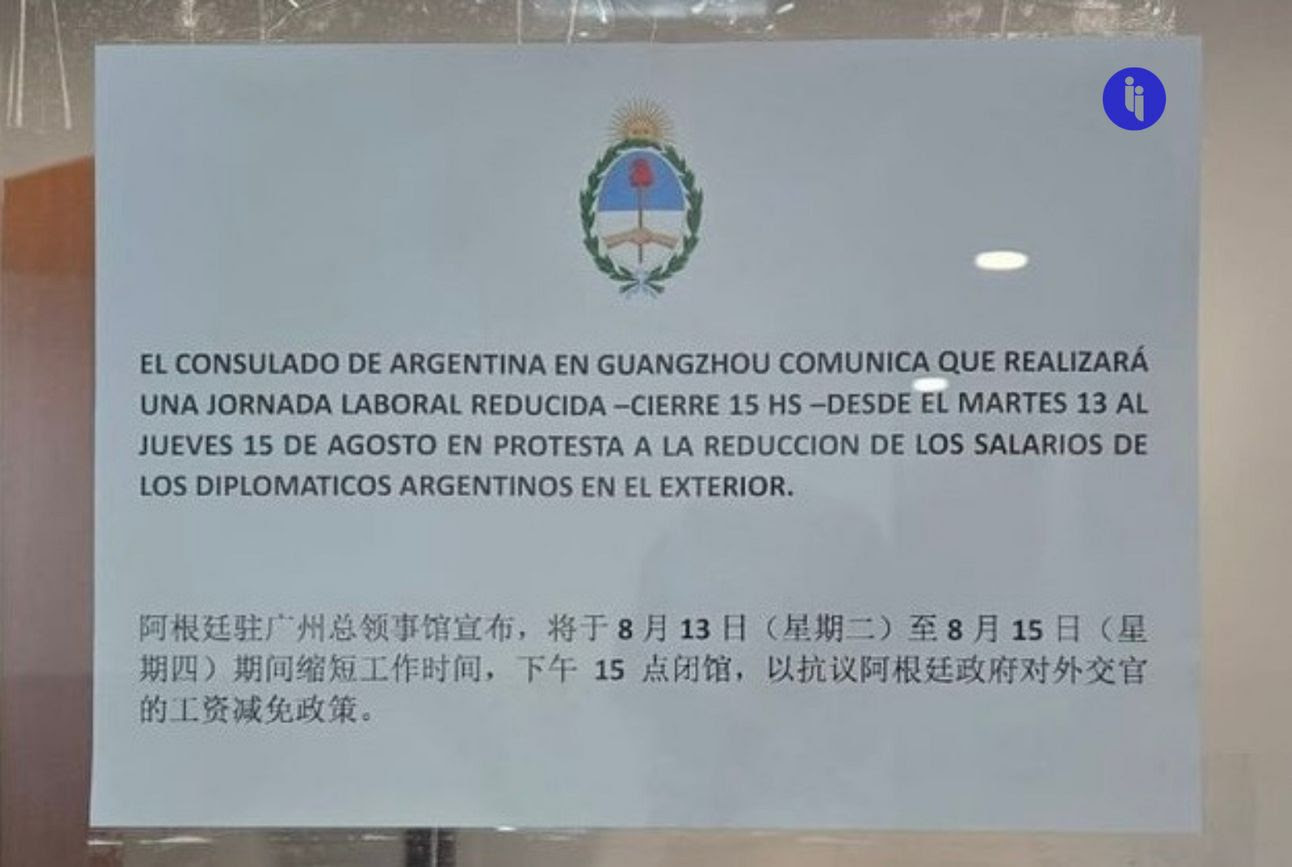 EL CONSULADO DE ARGENTINA EN GUANGZHOU COMUNICA QUE REALIZARÁ
UNA JORNADA LABORAL REDUCIDA –CIERRE 15 HS –DESDE EL MARTES 13 AL
JUEVES 15 DE AGOSTO EN PROTESTA A LA REDUCCION DE LOS SALARIOS DE
LOS DIPLOMATICOS ARGENTINOS EN EL EXTERIOR.
阿根廷驻广州总领事馆宣布，将于 8 月 13 日（星期二）至 8 月 15 日（星
期四）期间缩短工作时间，下午 15 点闭馆，以抗议阿根廷政府对外交官
的工资减免政策。